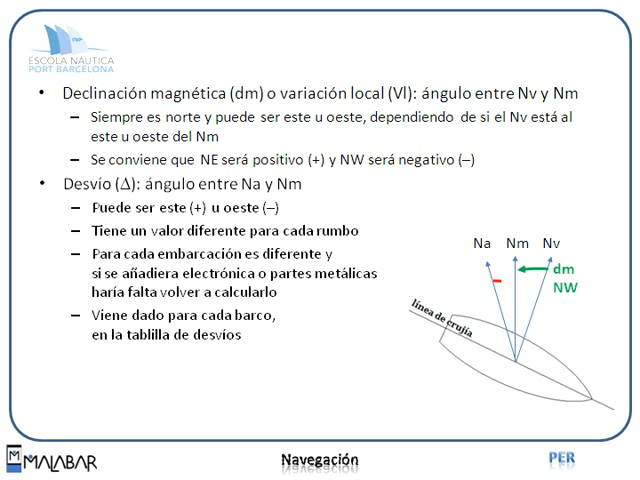 ESCOLA NÀUTICA
PORT BARCELONA
• Declinación magnética (dm) o variación local (Vl): ángulo entre Nv y Nm
– Siempre es norte y puede ser este u oeste, dependiendo de si el Nv está al
este u oeste del Nm
– Se conviene que NE será positivo (+) y NW será negativo (–)
• Desvío (Δ): ángulo entre Na y Nm
– Puede ser este (+) u oeste (–)
– Tiene un valor diferente para cada rumbo
– Para cada embarcación es diferente y
si se añadiera electrónica o partes metálicas
haría falta volver a calcularlo
– Viene dado para cada barco,
en la tablilla de desvíos
Na Nm Nv
–
dm
NW
línea de crujía
MALABAR
Navegación
PER